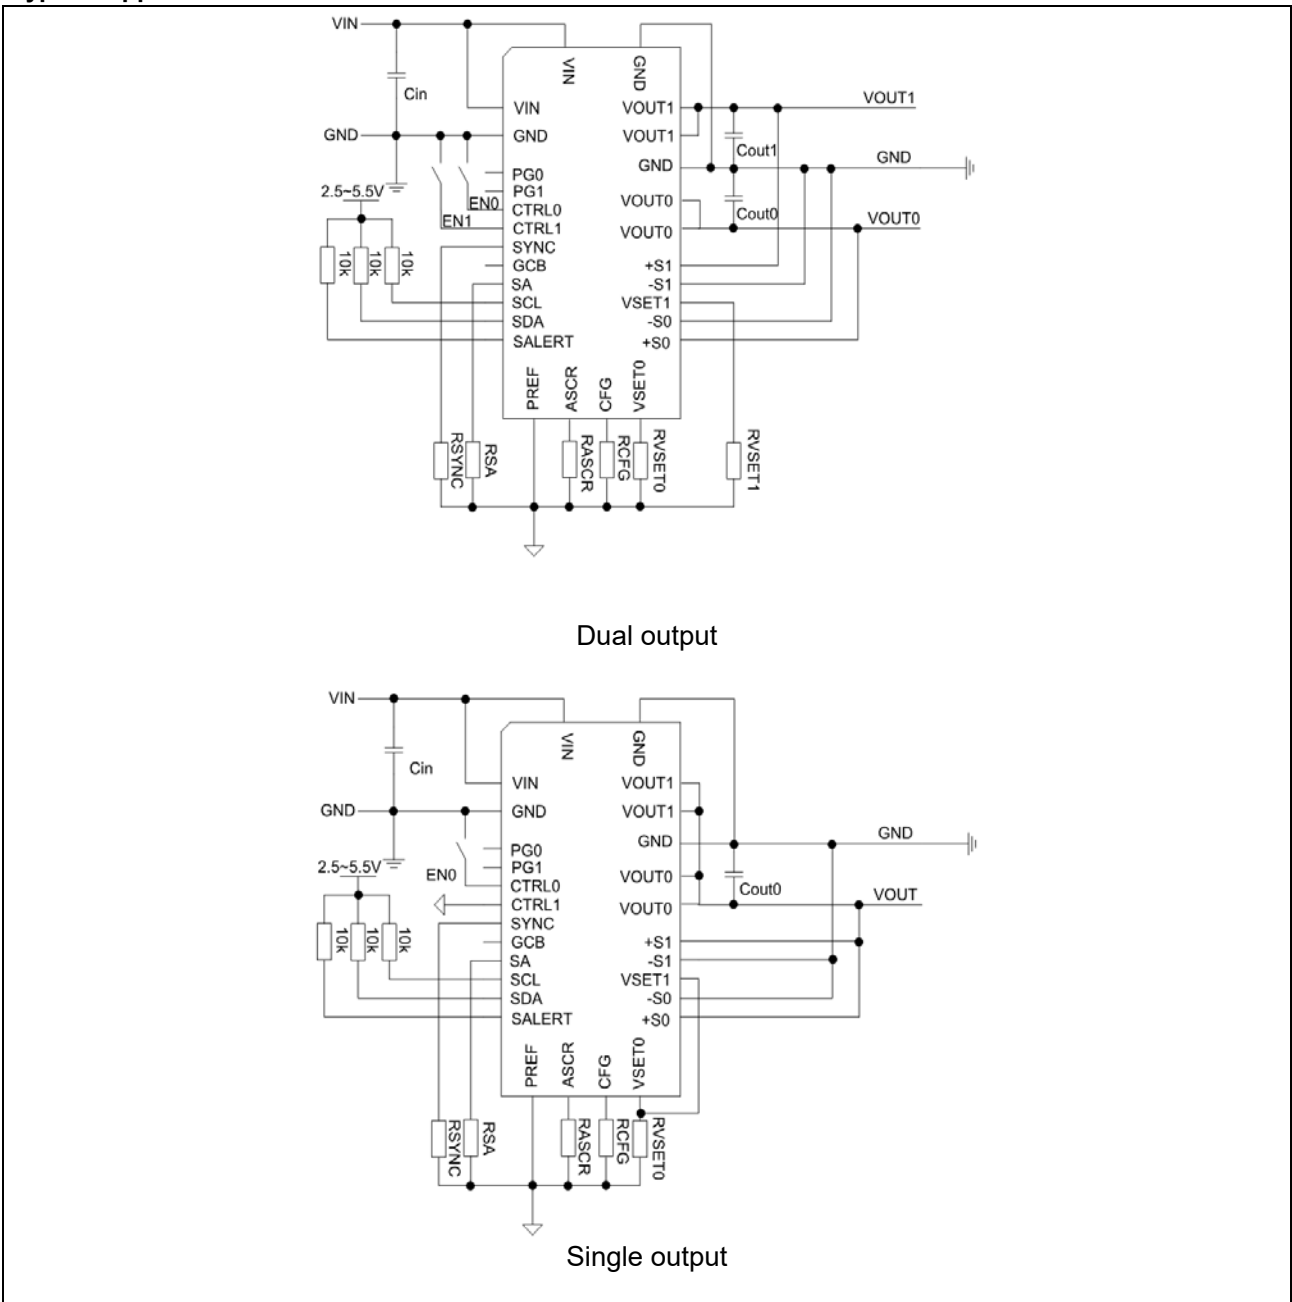 VIN
Cin
GND
2.5~5.5V
10k
10k
10k
EN0
EN1
VIN
GND
VIN
GND
PG0
PG1
CTRL0
CTRL1
SYNC
GCB
SA
SCL
SDA
SALERT
VOUT1
VOUT1
GND
VOUT0
VOUT0
+S1
-S1
VSET1
-S0
+S0
PREF
ASCR
CFG
VSET0
VOUT1
Cout1
GND
Cout0
VOUT0
RSYNC
RSA
RASCR
RCFG
RVSET0
RVSET1
Dual output
VIN
Cin
GND
2.5~5.5V
10k
10k
10k
EN0
VIN
GND
VIN
GND
PG0
PG1
CTRL0
CTRL1
SYNC
GCB
SA
SCL
SDA
SALERT
VOUT1
VOUT1
GND
VOUT0
VOUT0
+S1
-S1
VSET1
-S0
+S0
PREF
ASCR
CFG
VSET0
GND
Cout0
VOUT
RSYNC
RSA
RASCR
RCFG
RVSET0
Single output